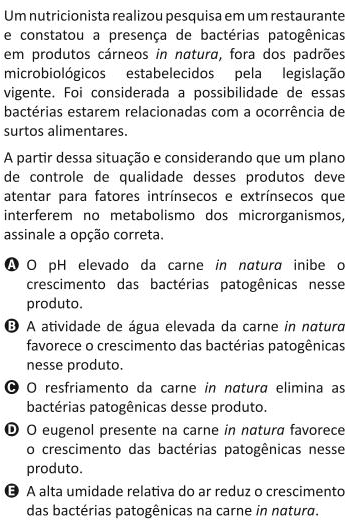 Um nutricionista realizou pesquisa em um restaurante
e constatou a presença de bactérias patogênicas
em produtos cárneos in natura, fora dos padrões
microbiológicos estabelecidos pela legislação
vigente. Foi considerada a possibilidade de essas
bactérias estarem relacionadas com a ocorrência de
surtos alimentares.
A partir dessa situação e considerando que um plano
de controle de qualidade desses produtos deve
atentar para fatores intrínsecos e extrínsecos que
interferem no metabolismo dos microrganismos,
assinale a opção correta.
A O pH elevado da carne in natura inibe o
crescimento das bactérias patogênicas nesse
produto.
B A atividade de água elevada da carne in natura
favorece o crescimento das bactérias patogênicas
nesse produto.
C O resfriamento da carne in natura elimina as
bactérias patogênicas desse produto.
D O eugenol presente na carne in natura favorece
o crescimento das bactérias patogênicas nesse
produto.
E A alta umidade relativa do ar reduz o crescimento
das bactérias patogênicas na carne in natura.